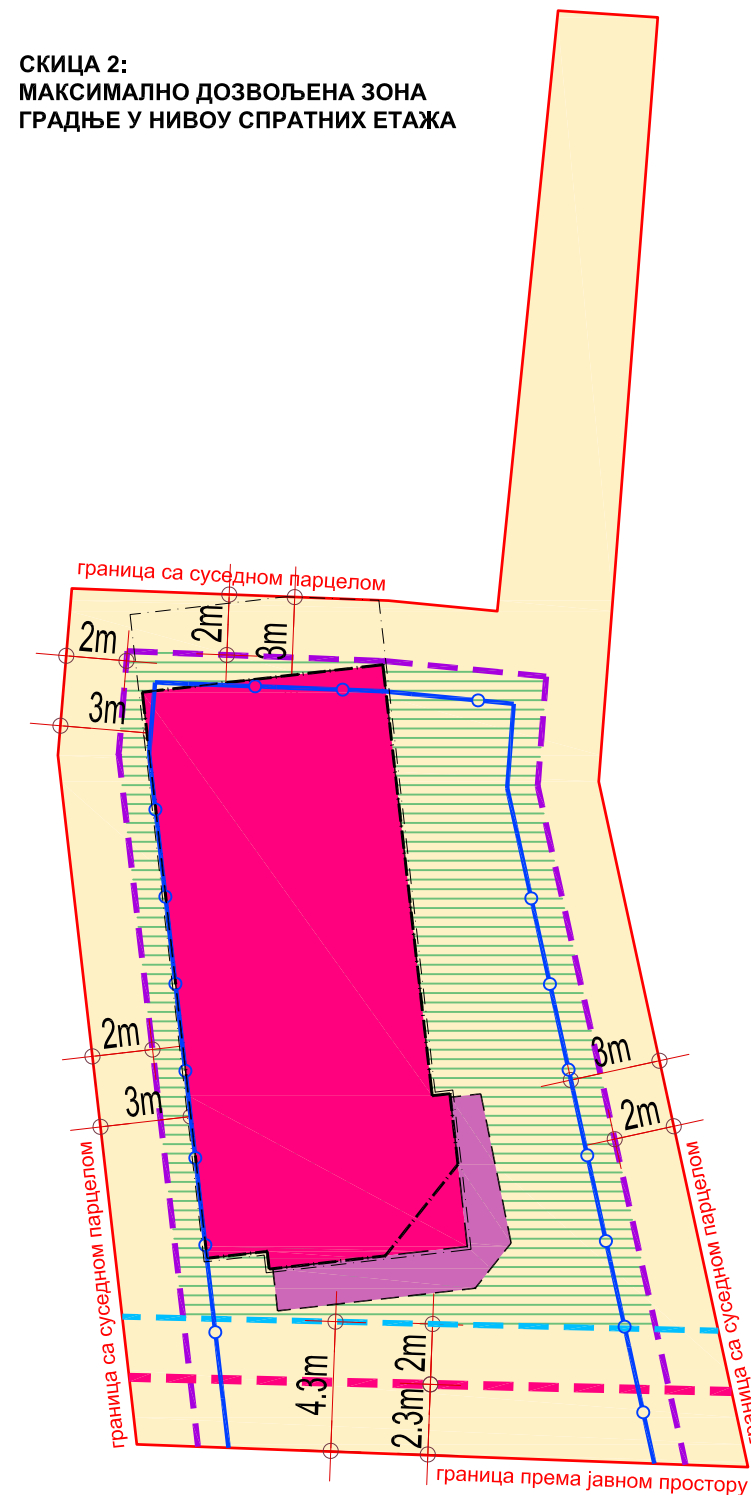 СКИЦА 2:
МАКСИМАЛНО ДОЗВОЉЕНА ЗОНА
ГРАДЊЕ У НИВОУ СПРАТНИХ ЕТАЖА
граница са суседном парцелом
2m
2m
3m
3m
2m
3m
3m
2m
граница са суседном парцелом
граница са суседном парцелом
4.3m
2m
2.3m
граница према јавном простору